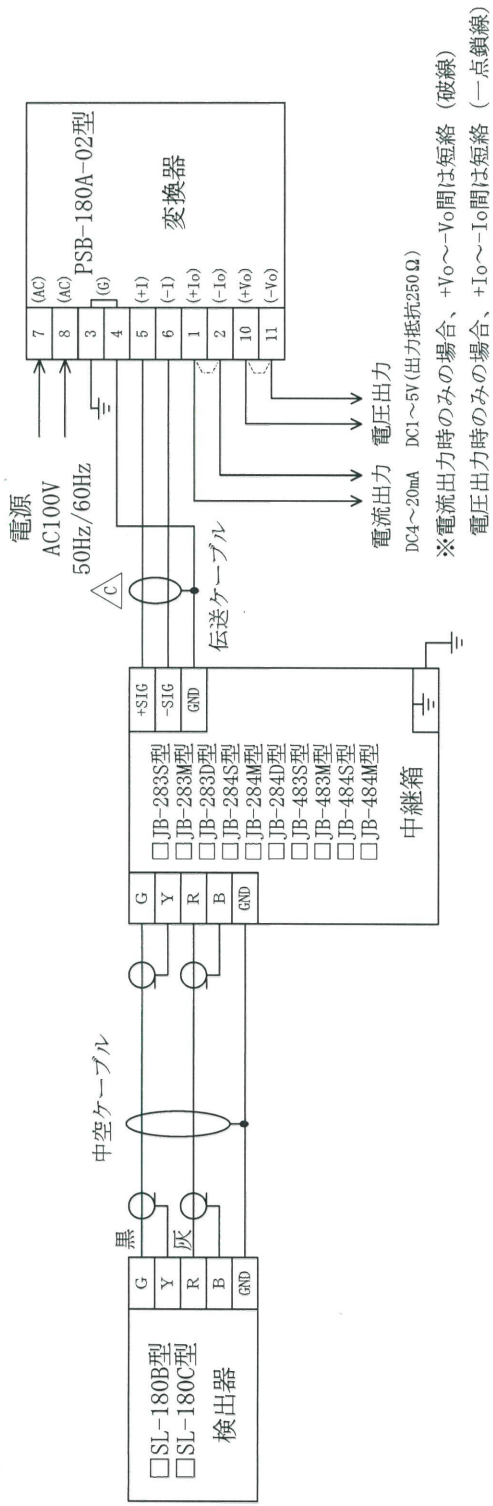 □SL-180B型
□SL-180C型
検出器
G
Y
R
B
GND
黒
灰
中空ケーブル
G
Y
R
B
GND
□JB-283S型
□JB-283M型
□JB-283D型
□JB-284S型
□JB-284M型
□JB-284D型
□JB-483S型
□JB-483M型
□JB-484S型
□JB-484M型
中継箱
+SIG
-SIG
GND
C
伝送ケーブル
電源
AC100V
50Hz/60Hz
7 (AC)
8 (AC)
3
4 (G)
5 (+I)
6 (-I)
1 (+Io)
2 (-Io)
10 (+Vo)
11 (-Vo)
PSB-180A-02型
変換器
電流出力 電圧出力
DC4～20mA DC1～5V(出力抵抗250Ω)
※電流出力時のみの場合、+Vo～-Vo間は短絡 (破線)
電圧出力時のみの場合、+Io～-Io間は短絡 (一点鎖線)